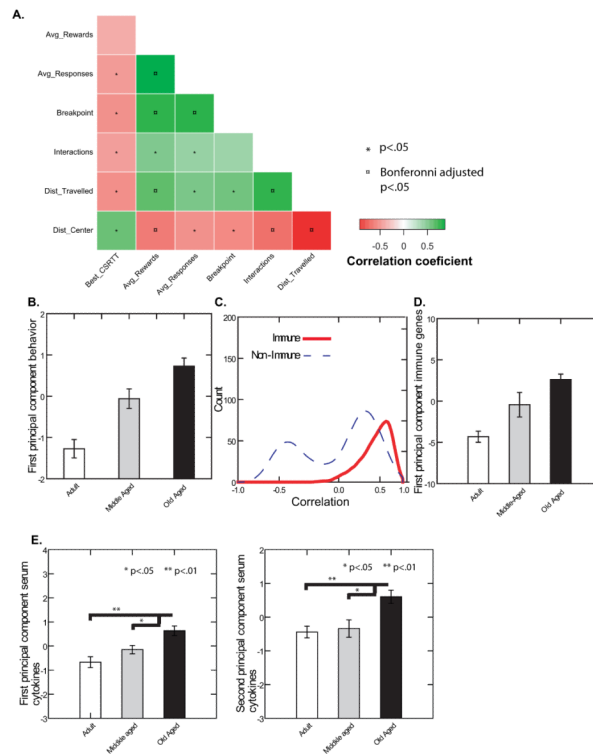 A.
Avg_Rewards
Avg_Responses
Breakpoint
Interactions
Dist_Travelled
Dist_Center
Best_CSRTT
Avg_Rewards
Avg_Responses
Breakpoint
Interactions
Dist_Travelled
* p<.05
¤ Bonferonni adjusted
p<.05
-0.5 0 0.5
Correlation coeficient
B.
First principal component behavior
2
1
0
-1
-2
Adult
Middle Aged
Old Aged
C.
Count
200
150
100
50
0
Immune
Non-Immune
-1.0 -0.5 0.0 0.5 1.0
Correlation
D.
First principal component immune genes
10
5
0
-5
-10
Adult
Middle-Aged
Old Aged
E.
First principal component serum
cytokines
4
3
2
1
0
-1
-2
-3
* p<.05 ** p<.01
**
*
Adult
Middle aged
Old Aged
Second principal component serum
cytokines
2
1
0
-1
-2
-3
* p<.05 ** p<.01
**
*
Adult
Middle aged
Old Aged